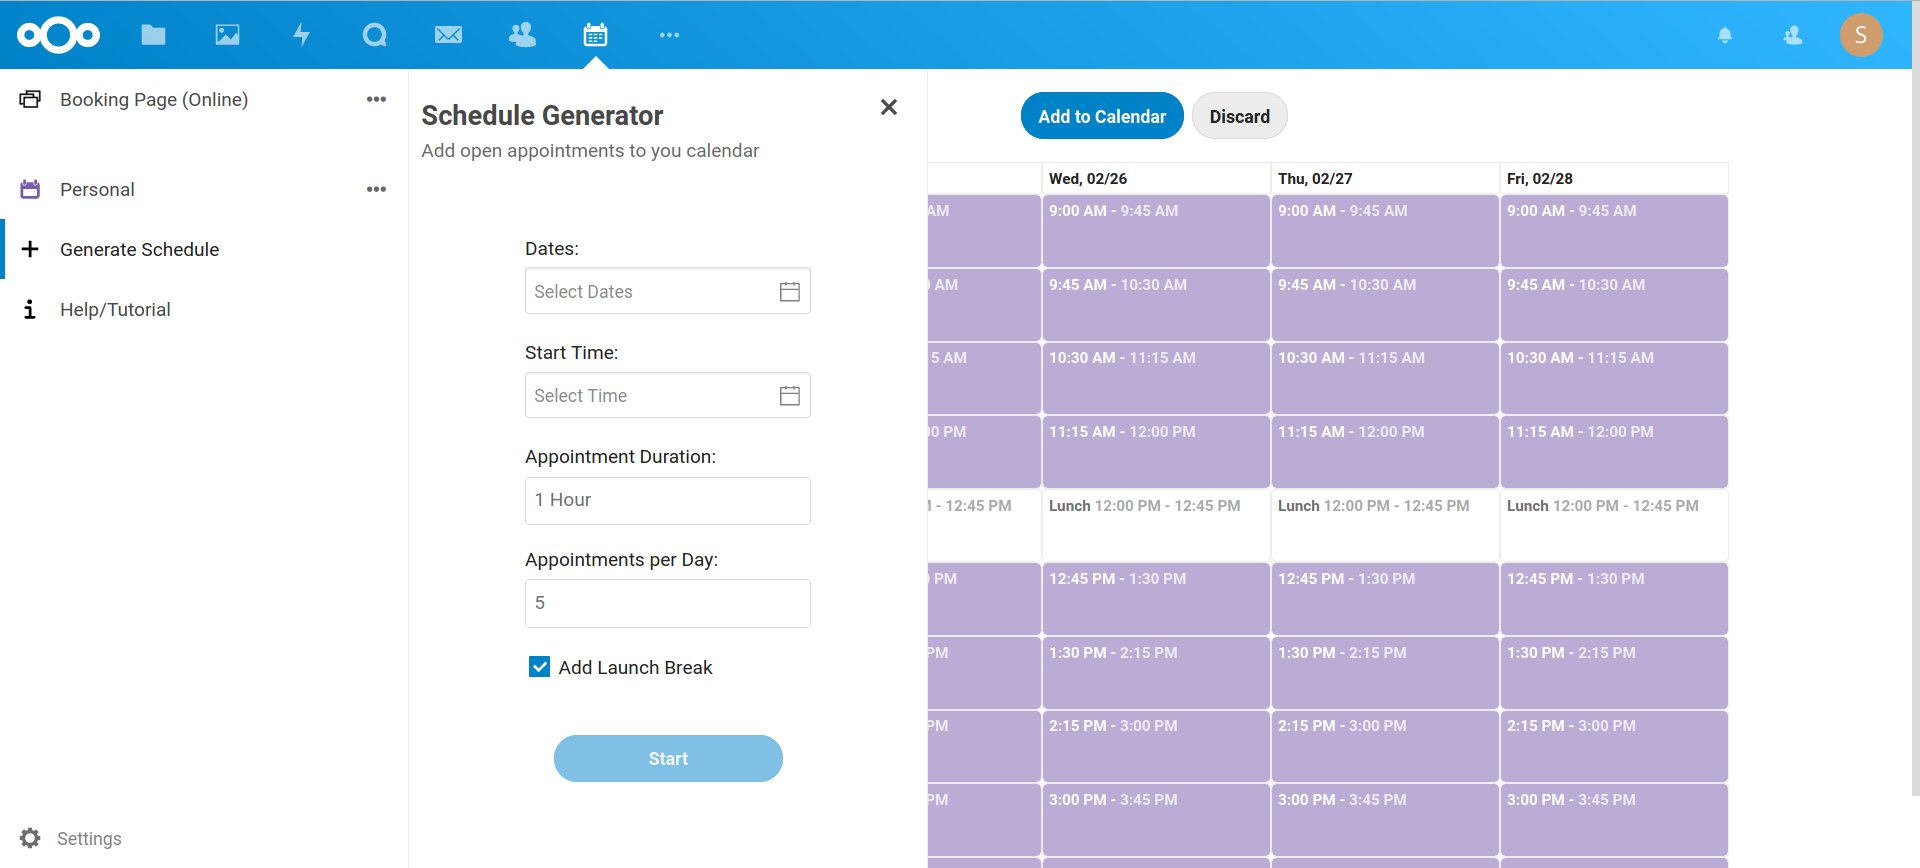 S
Booking Page (Online)
Personal
Generate Schedule
Help/Tutorial
Settings
Schedule Generator
Add open appointments to you calendar
Dates:
Select Dates
Start Time:
Select Time
Appointment Duration:
1 Hour
Appointments per Day:
5
Add Launch Break
Start
Add to Calendar Discard
Wed, 02/26 Thu, 02/27 Fri, 02/28
AM 9:00 AM - 9:45 AM 9:00 AM - 9:45 AM 9:00 AM - 9:45 AM
AM 9:45 AM - 10:30 AM 9:45 AM - 10:30 AM 9:45 AM - 10:30 AM
5 AM 10:30 AM - 11:15 AM 10:30 AM - 11:15 AM 10:30 AM - 11:15 AM
0 PM 11:15 AM - 12:00 PM 11:15 AM - 12:00 PM 11:15 AM - 12:00 PM
- 12:45 PM Lunch 12:00 PM - 12:45 PM Lunch 12:00 PM - 12:45 PM Lunch 12:00 PM - 12:45 PM
PM 12:45 PM - 1:30 PM 12:45 PM - 1:30 PM 12:45 PM - 1:30 PM
PM 1:30 PM - 2:15 PM 1:30 PM - 2:15 PM 1:30 PM - 2:15 PM
PM 2:15 PM - 3:00 PM 2:15 PM - 3:00 PM 2:15 PM - 3:00 PM
PM 3:00 PM - 3:45 PM 3:00 PM - 3:45 PM 3:00 PM - 3:45 PM